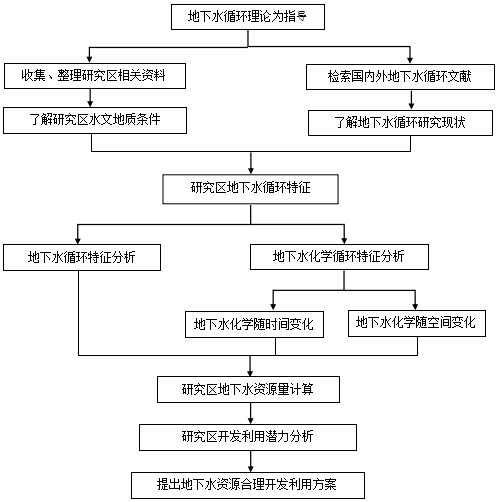 地下水循环理论为指导
收集、整理研究区相关资料
检索国内外地下水循环文献
了解研究区水文地质条件
了解地下水循环研究现状
研究区地下水循环特征
地下水循环特征分析
地下水化学循环特征分析
地下水化学随时间变化
地下水化学随空间变化
研究区地下水资源量计算
研究区开发利用潜力分析
提出地下水资源合理开发利用方案